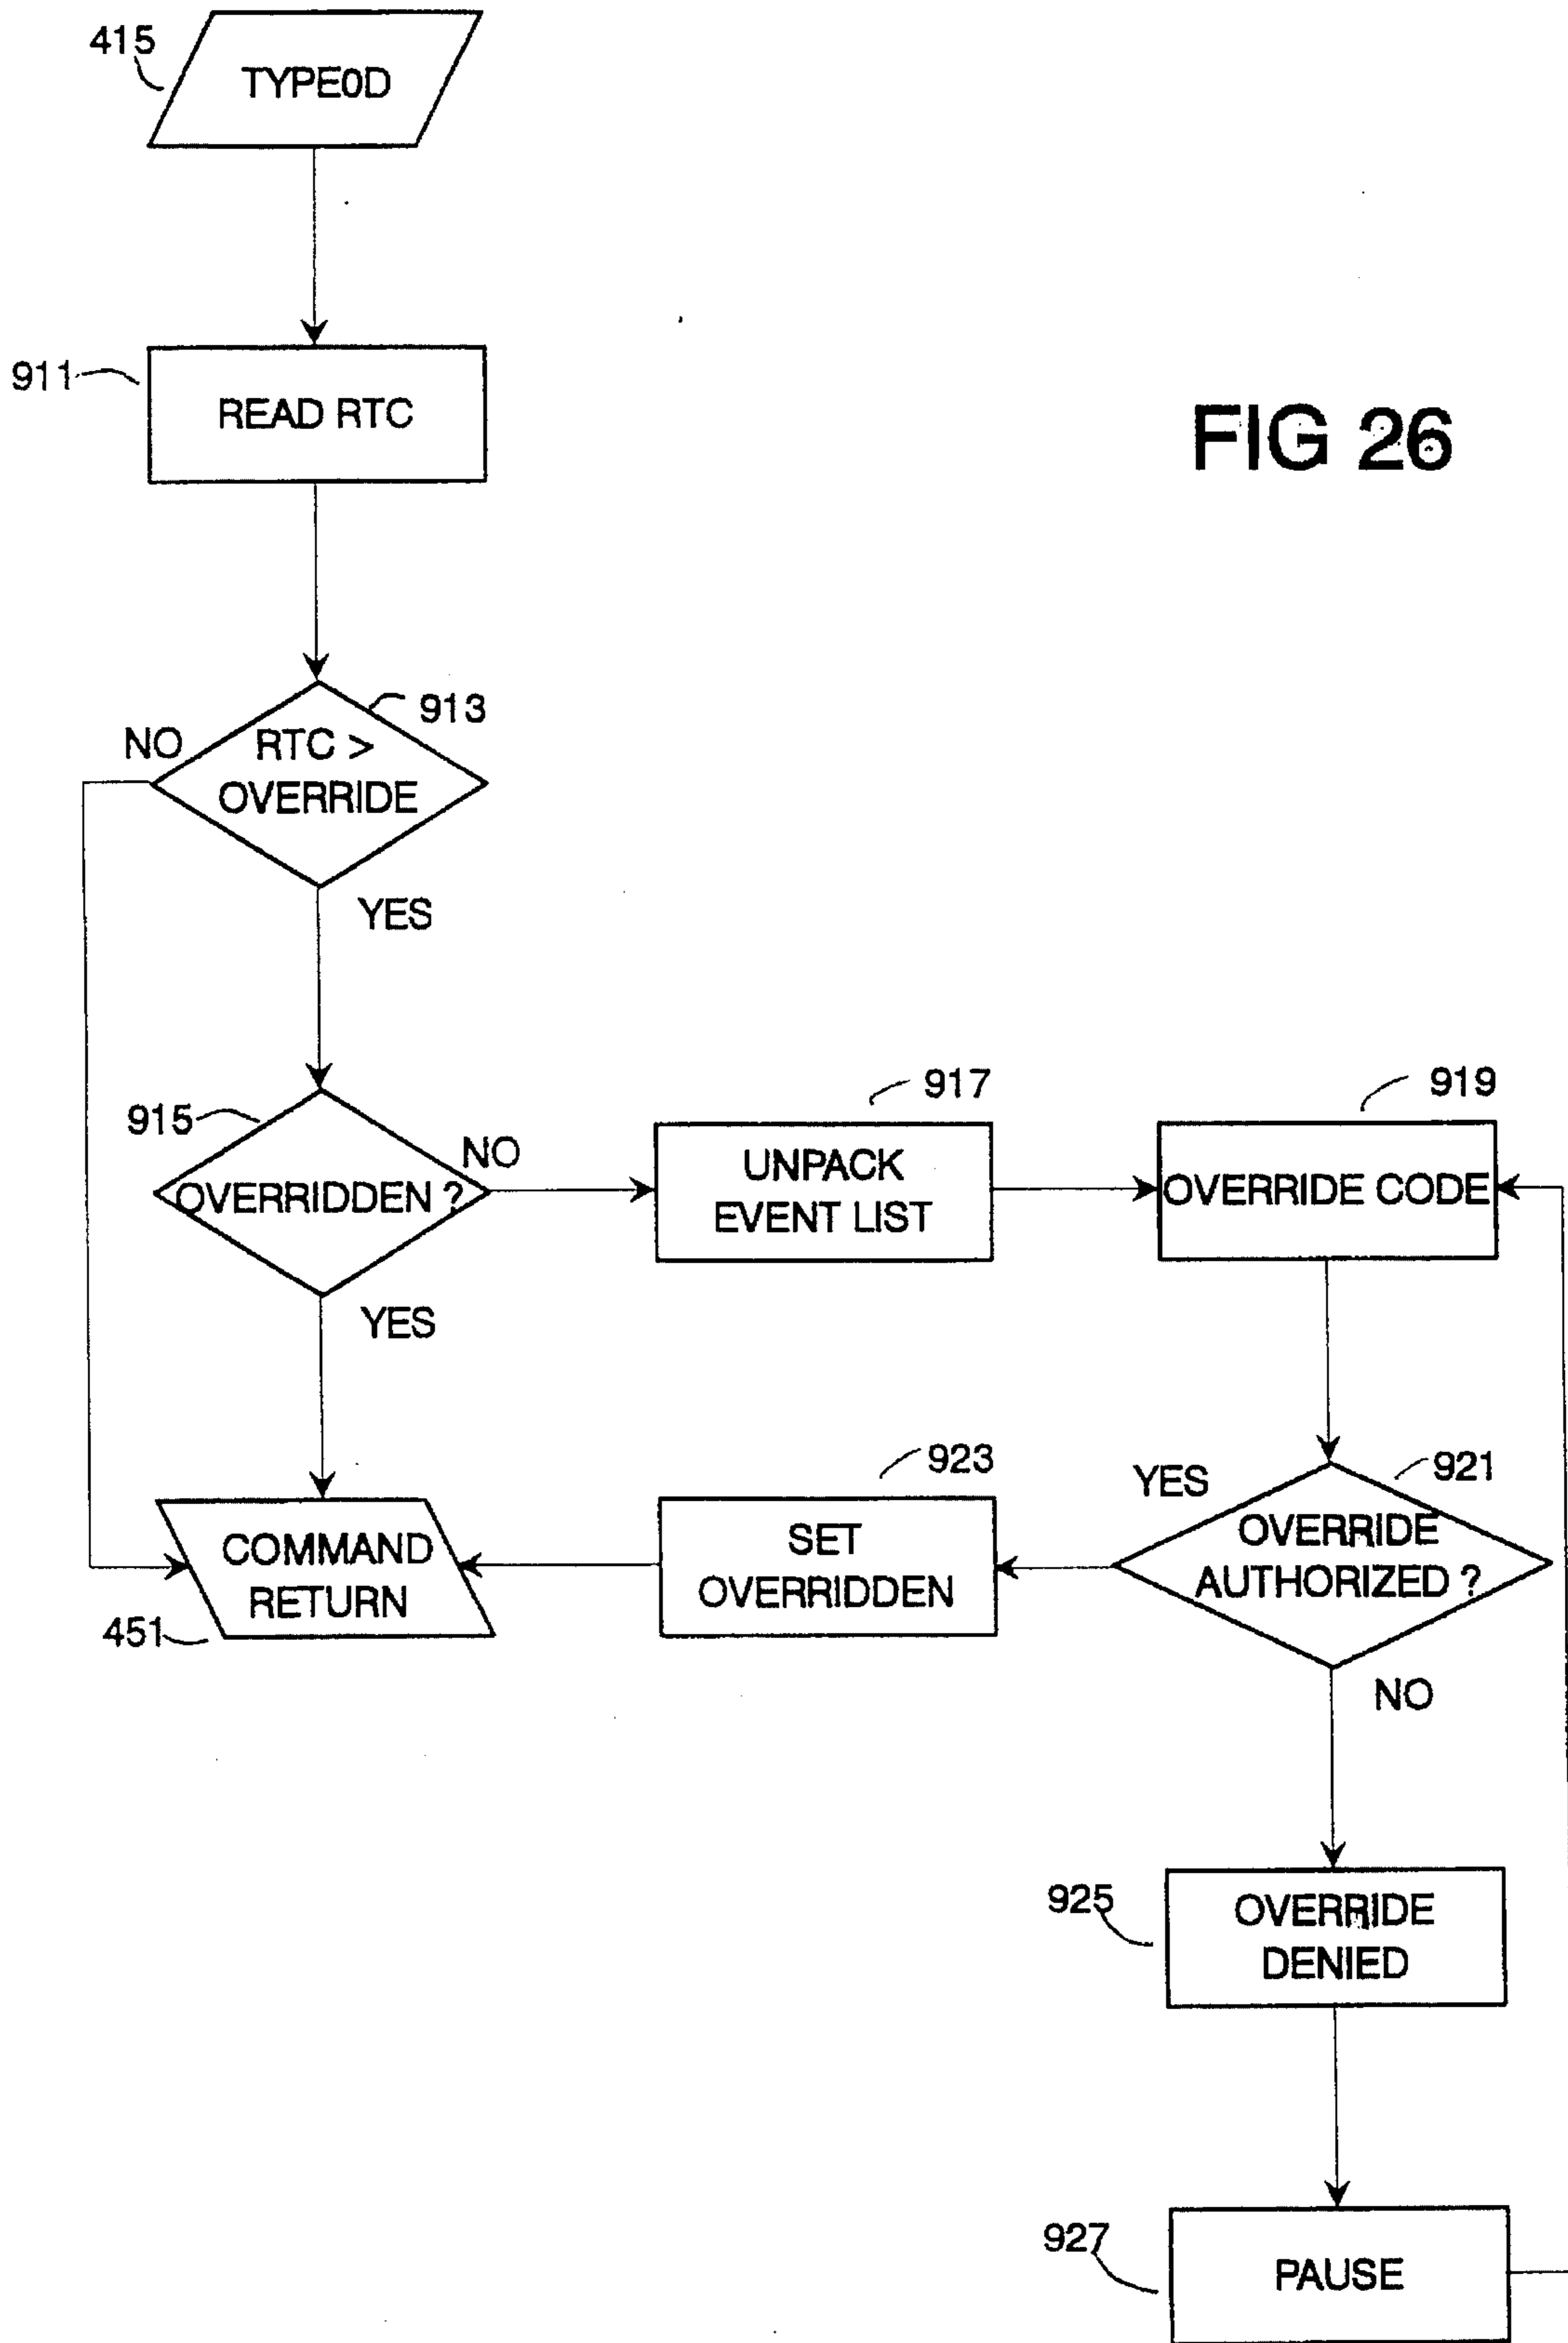 415
TYPE0D
911
READ RTC
FIG 26
913
NO
RTC >
OVERRIDE
YES
915
OVERRIDDEN ?
NO
917
UNPACK
EVENT LIST
919
OVERRIDE CODE
YES
923
SET
OVERRIDDEN
YES
921
OVERRIDE
AUTHORIZED ?
COMMAND
RETURN
451
NO
925
OVERRIDE
DENIED
927
PAUSE